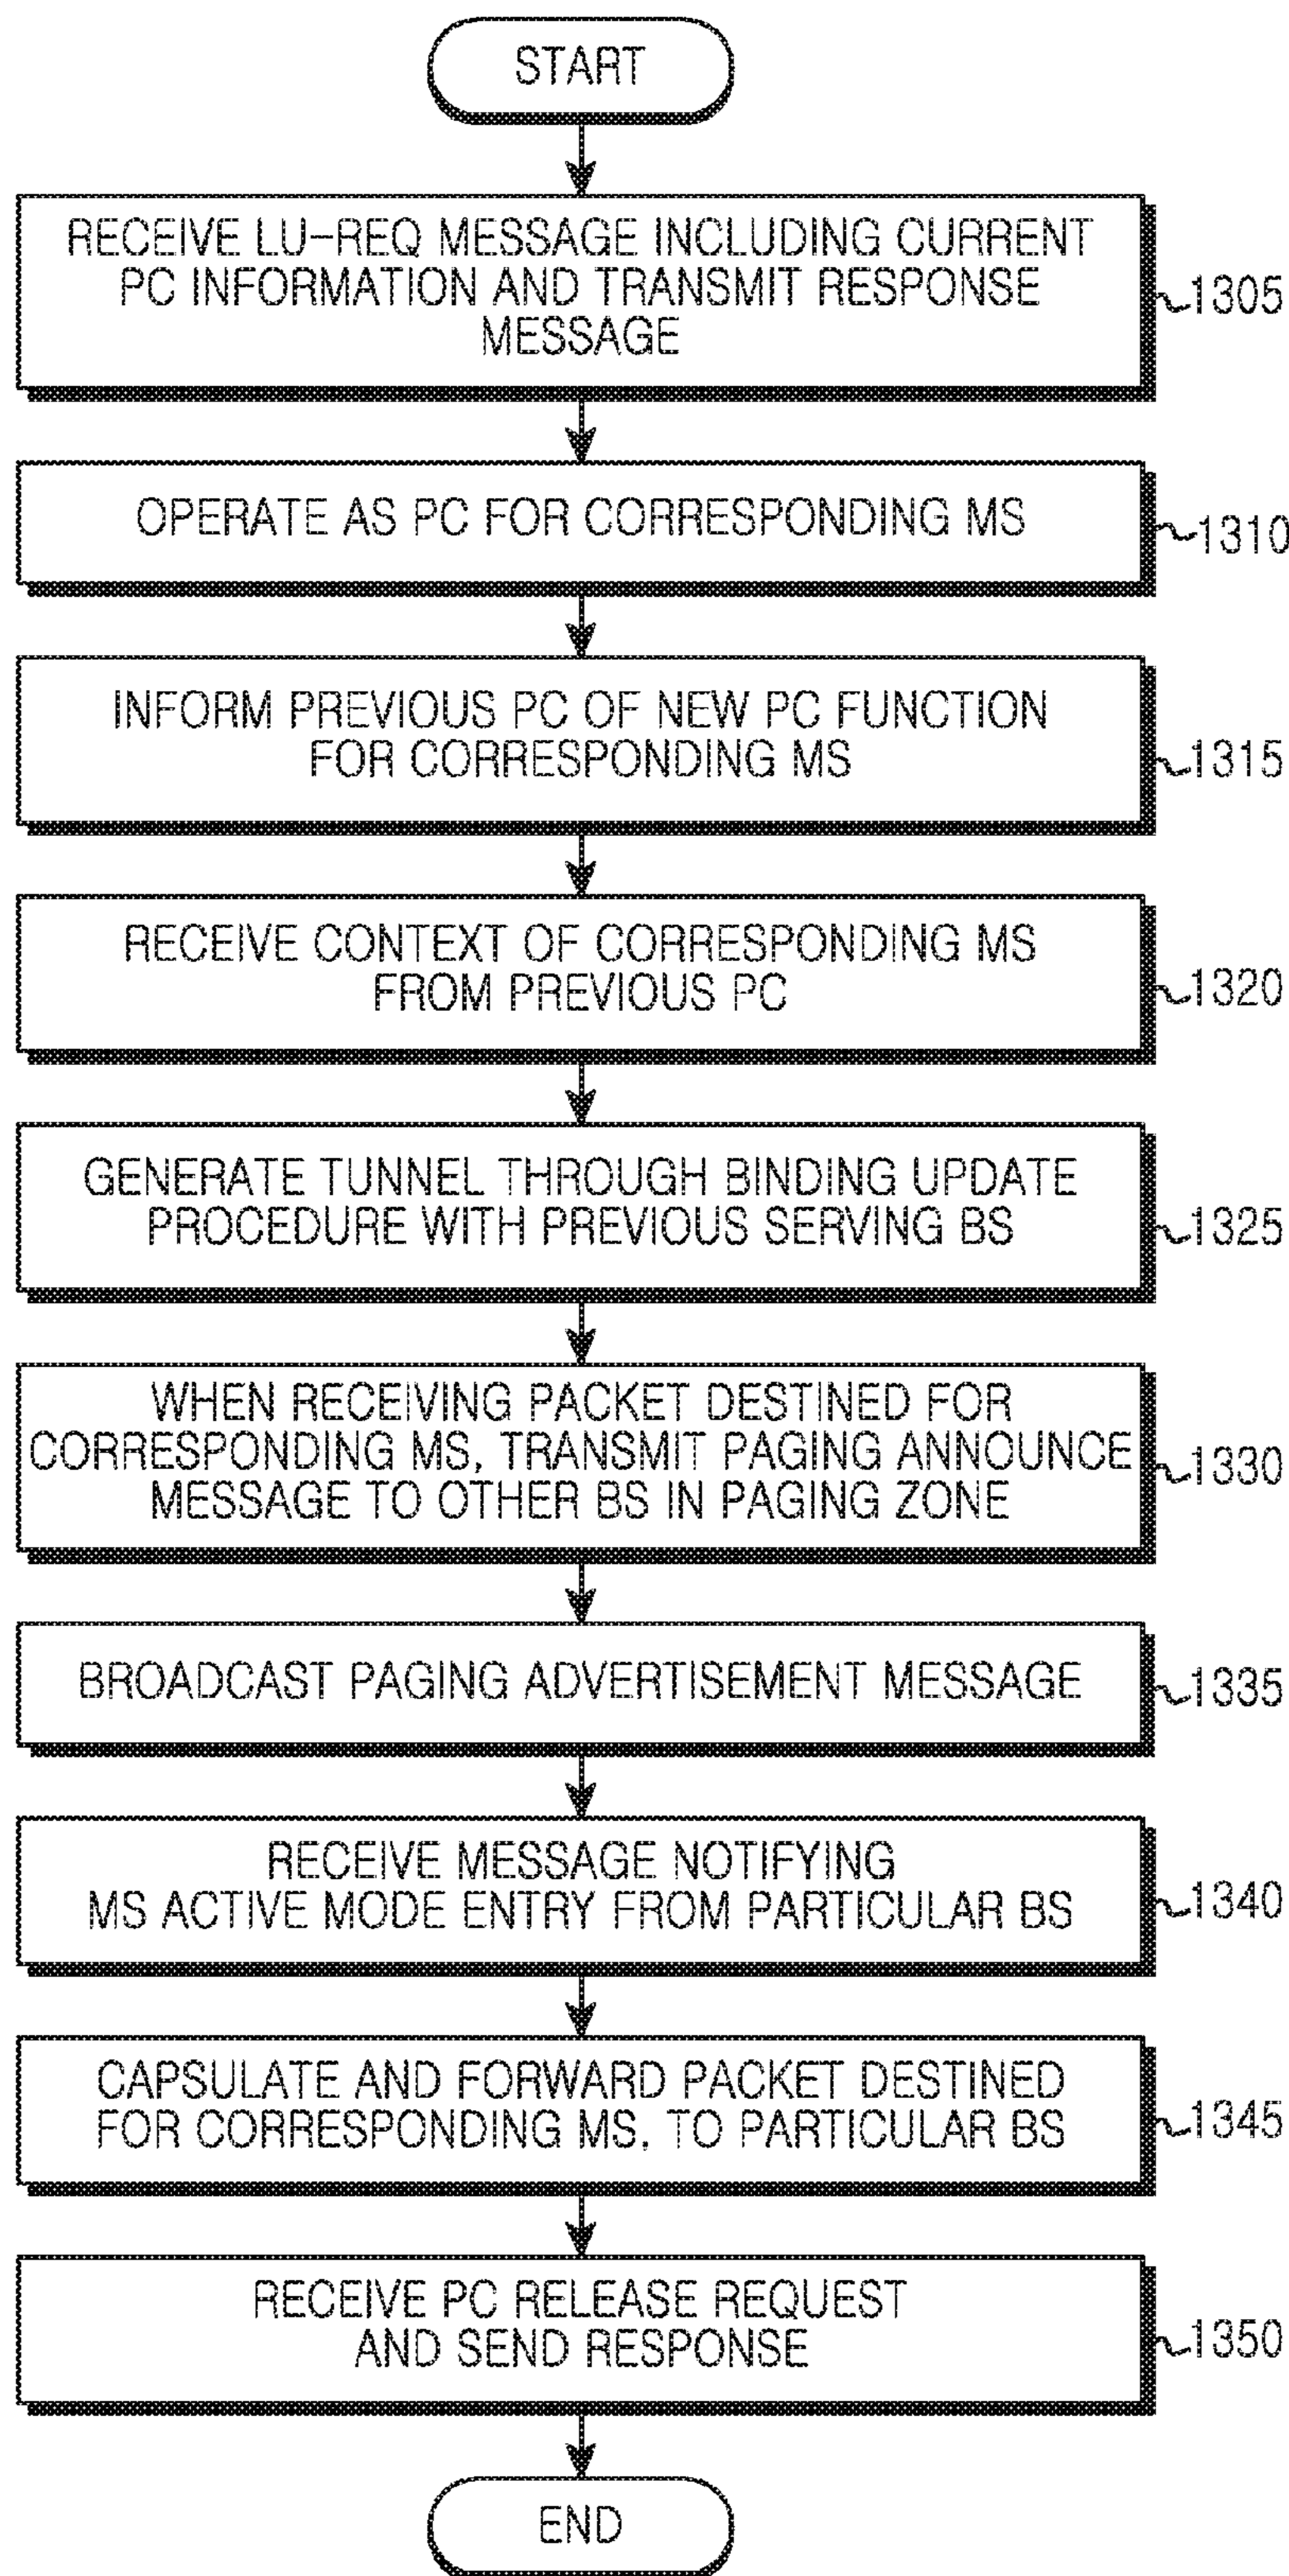 START
RECEIVE LU-REQ MESSAGE INCLUDING CURRENT
PC INFORMATION AND TRANSMIT RESPONSE
MESSAGE
1305
OPERATE AS PC FOR CORRESPONDING MS
1310
INFORM PREVIOUS PC OF NEW PC FUNCTION
FOR CORRESPONDING MS
1315
RECEIVE CONTEXT OF CORRESPONDING MS
FROM PREVIOUS PC
1320
GENERATE TUNNEL THROUGH BINDING UPDATE
PROCEDURE WITH PREVIOUS SERVING BS
1325
WHEN RECEIVING PACKET DESTINED FOR
CORRESPONDING MS, TRANSMIT PAGING ANNOUNCE
MESSAGE TO OTHER BS IN PAGING ZONE
1330
BROADCAST PAGING ADVERTISEMENT MESSAGE
1335
RECEIVE MESSAGE NOTIFYING
MS ACTIVE MODE ENTRY FROM PARTICULAR BS
1340
CAPSULATE AND FORWARD PACKET DESTINED
FOR CORRESPONDING MS, TO PARTICULAR BS
1345
RECEIVE PC RELEASE REQUEST
AND SEND RESPONSE
1350
END